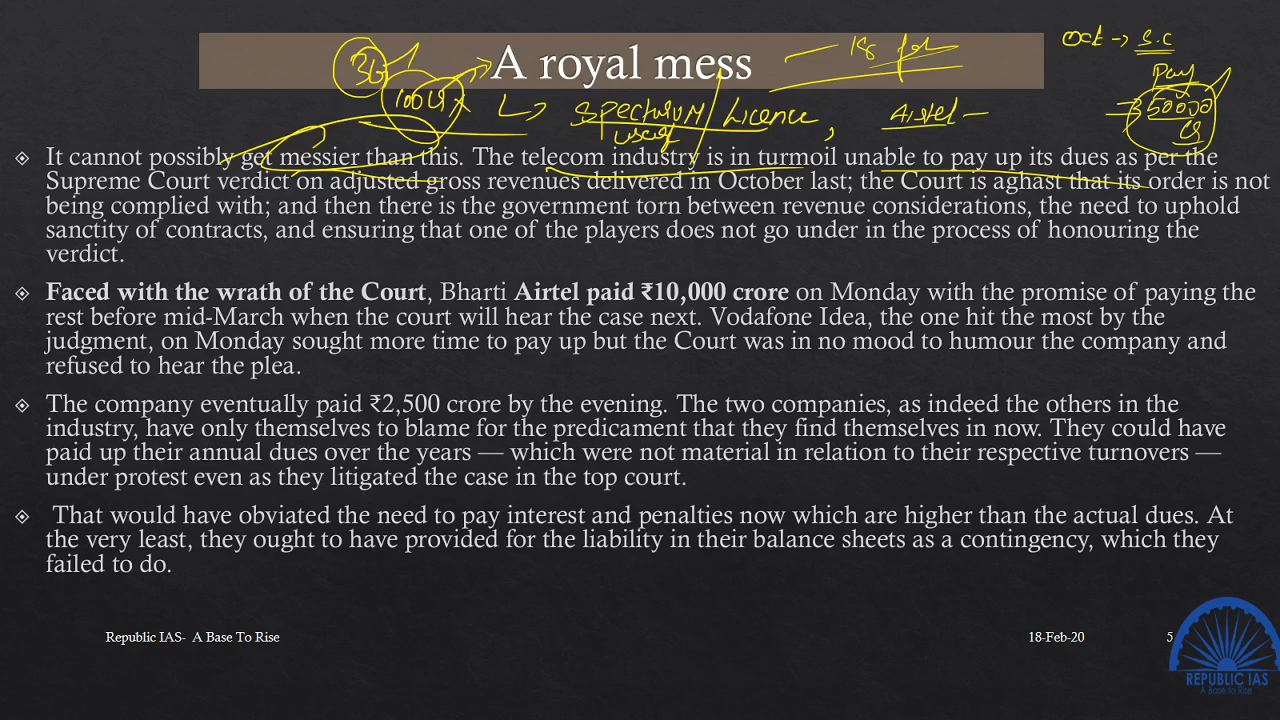 Oct → S.C
A royal mess
3G
Pay
100 Cr
Spectrum / Licence, Airtel —
50000
used
Cr
❖ It cannot possibly get messier than this. The telecom industry is in turmoil unable to pay up its dues as per the
Supreme Court verdict on adjusted gross revenues delivered in October last; the Court is aghast that its order is not
being complied with; and then there is the government torn between revenue considerations, the need to uphold
sanctity of contracts, and ensuring that one of the players does not go under in the process of honouring the
verdict.
❖ Faced with the wrath of the Court, Bharti Airtel paid ₹10,000 crore on Monday with the promise of paying the
rest before mid-March when the court will hear the case next. Vodafone Idea, the one hit the most by the
judgment, on Monday sought more time to pay up but the Court was in no mood to humour the company and
refused to hear the plea.
❖ The company eventually paid ₹2,500 crore by the evening. The two companies, as indeed the others in the
industry, have only themselves to blame for the predicament that they find themselves in now. They could have
paid up their annual dues over the years — which were not material in relation to their respective turnovers —
under protest even as they litigated the case in the top court.
❖ That would have obviated the need to pay interest and penalties now which are higher than the actual dues. At
the very least, they ought to have provided for the liability in their balance sheets as a contingency, which they
failed to do.
Republic IAS- A Base To Rise
18-Feb-20
5
REPUBLIC IAS
A Base to Rise